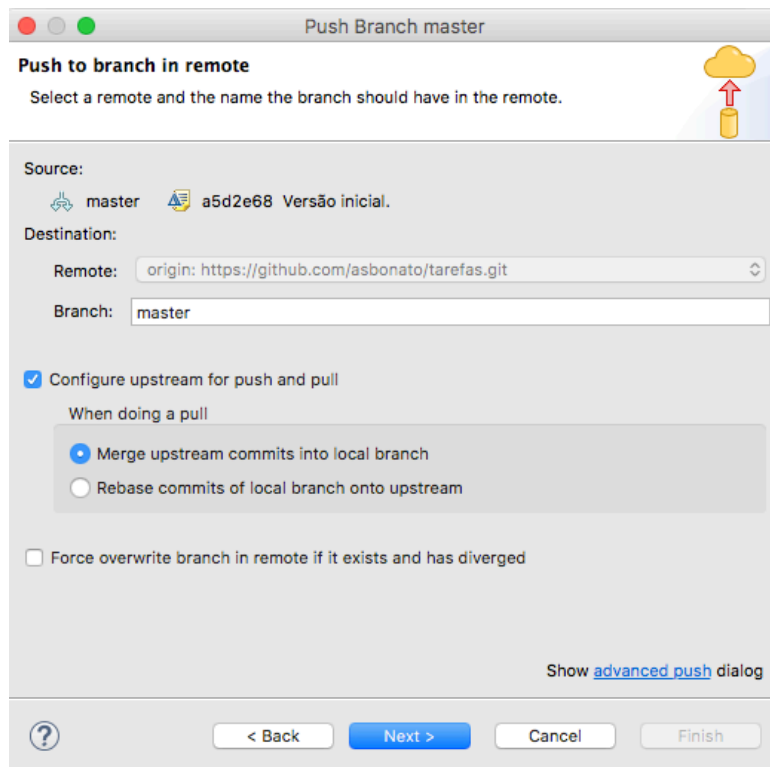 Push Branch master
Push to branch in remote
Select a remote and the name the branch should have in the remote.
Source:
master a5d2e68 Versão inicial.
Destination:
Remote: origin: https://github.com/asbonato/tarefas.git
Branch: master
Configure upstream for push and pull
When doing a pull
Merge upstream commits into local branch
Rebase commits of local branch onto upstream
Force overwrite branch in remote if it exists and has diverged
Show advanced push dialog
? < Back Next > Cancel Finish